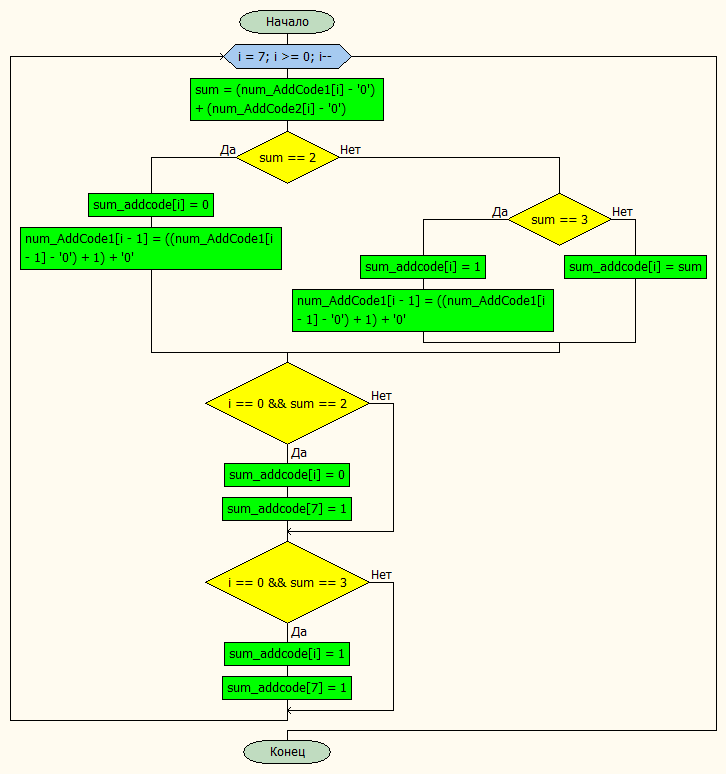 Начало
i = 7; i >= 0; i--
sum = (num_AddCode1[i] - '0')
+ (num_AddCode2[i] - '0')
Да
sum == 2
Нет
sum_addcode[i] = 0
num_AddCode1[i - 1] = ((num_AddCode1[i
- 1] - '0') + 1) + '0'
Да
sum == 3
Нет
sum_addcode[i] = 1
num_AddCode1[i - 1] = ((num_AddCode1[i
- 1] - '0') + 1) + '0'
sum_addcode[i] = sum
i == 0 && sum == 2
Нет
Да
sum_addcode[i] = 0
sum_addcode[7] = 1
i == 0 && sum == 3
Нет
Да
sum_addcode[i] = 1
sum_addcode[7] = 1
Конец